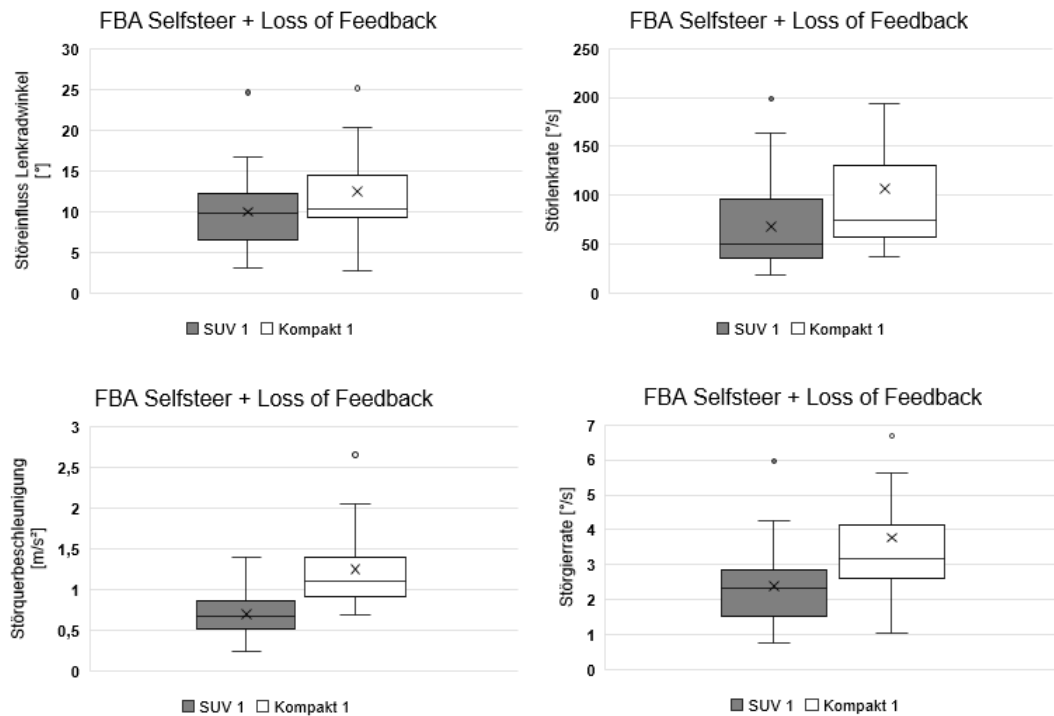 FBA Selfsteer + Loss of Feedback
Störeinfluss Lenkradwinkel
[°]
30
25
20
15
10
5
0
SUV 1 Kompakt 1
FBA Selfsteer + Loss of Feedback
Störlenkrate [°/s]
250
200
150
100
50
0
SUV 1 Kompakt 1
FBA Selfsteer + Loss of Feedback
Störquerbeschleunigung
[m/s²]
3
2,5
2
1,5
1
0,5
0
SUV 1 Kompakt 1
FBA Selfsteer + Loss of Feedback
Störgierrate [°/s]
7
6
5
4
3
2
1
0
SUV 1 Kompakt 1